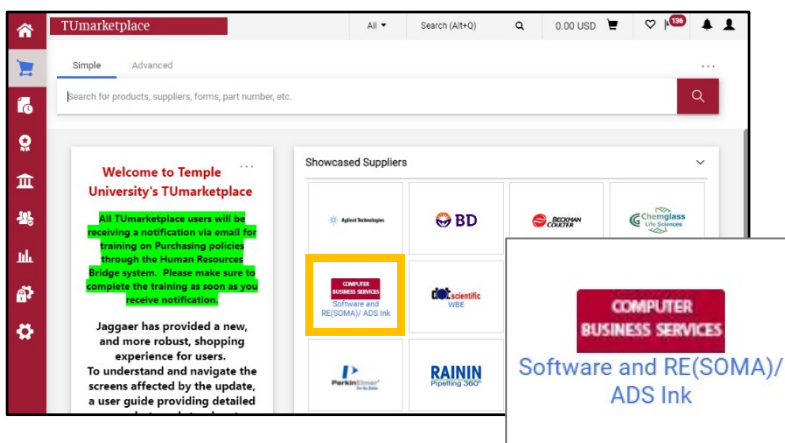 TUmarketplace
All
Search (Alt+Q)
0.00 USD
136
Simple
Advanced
Search for products, suppliers, forms, part number, etc.
Welcome to Temple
University's TUmarketplace
All TUmarketplace users will be
receiving a notification via email for
training on Purchasing policies
through the Human Resources
Bridge system. Please make sure to
complete the training as soon as you
receive notification.
Jaggaer has provided a new,
and more robust, shopping
experience for users.
To understand and navigate the
screens affected by the update,
a user guide providing detailed
Showcased Suppliers
Agilent Technologies
BD
BECKMAN
COULTER
Chemglass
Life Sciences
COMPUTER
BUSINESS SERVICES
Software and
RE(SOMA)/ ADS Ink
dot scientific
WBE
PerkinElmer
For the Better
RAININ
Pipetting 360°
COMPUTER
BUSINESS SERVICES
Software and RE(SOMA)/
ADS Ink